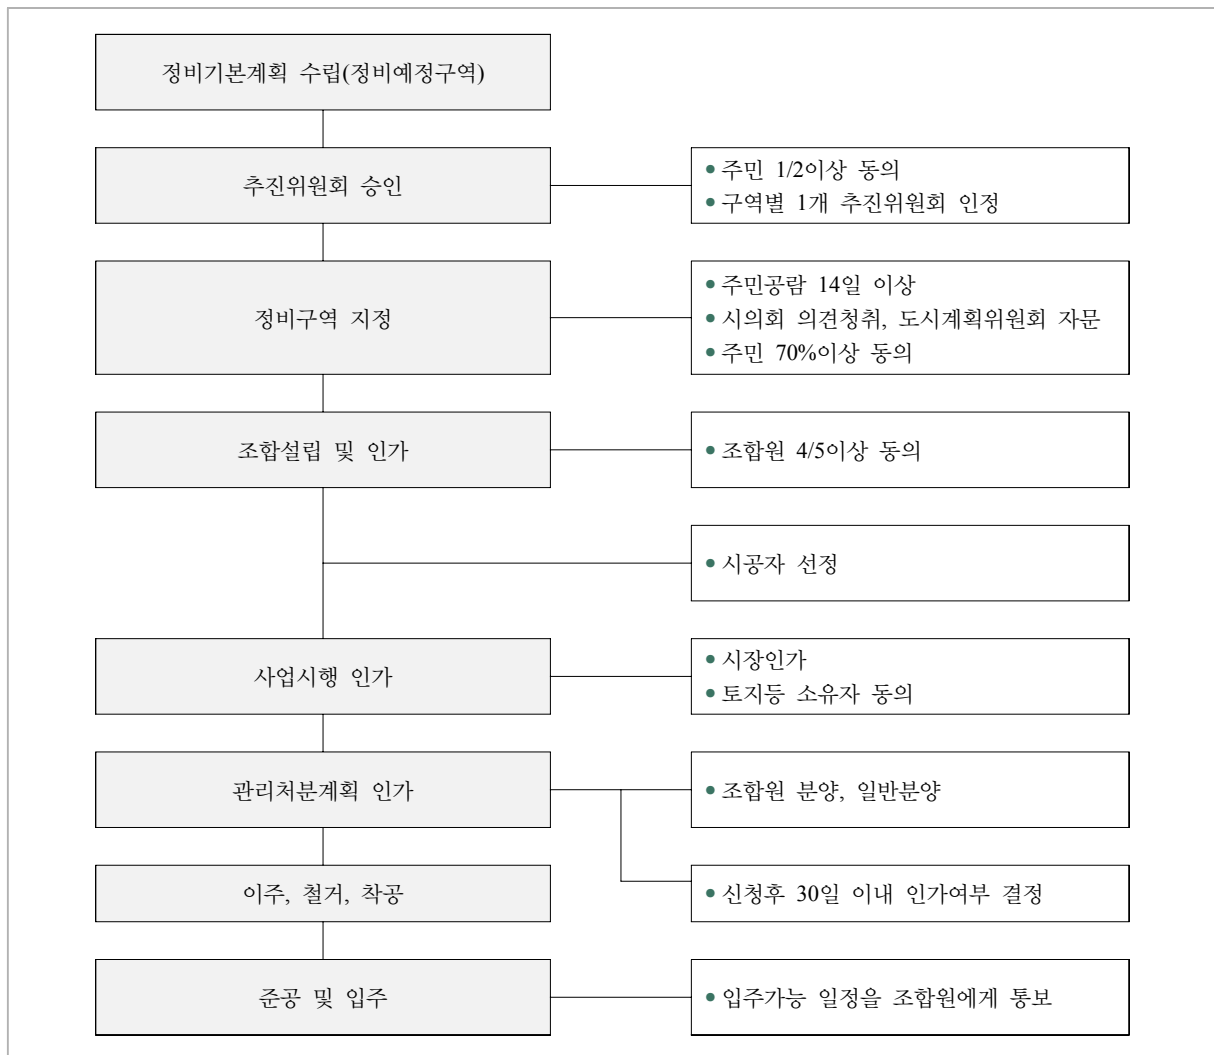 정비기본계획 수립(정비예정구역)
추진위원회 승인
• 주민 1/2이상 동의
• 구역별 1개 추진위원회 인정
정비구역 지정
• 주민공람 14일 이상
• 시의회 의견청취, 도시계획위원회 자문
• 주민 70%이상 동의
조합설립 및 인가
• 조합원 4/5이상 동의
• 시공자 선정
사업시행 인가
• 시장인가
• 토지등 소유자 동의
관리처분계획 인가
• 조합원 분양, 일반분양
이주, 철거, 착공
• 신청후 30일 이내 인가여부 결정
준공 및 입주
• 입주가능 일정을 조합원에게 통보